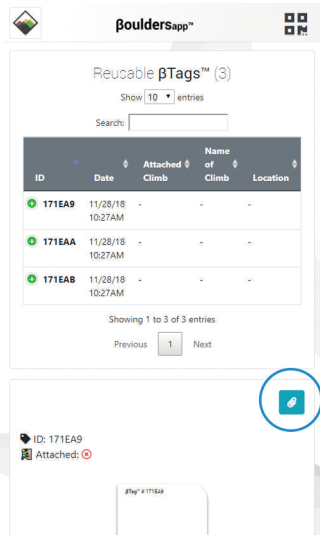 βouldersapp™
Reusable βTags™ (3)
Show 10 entries
Search:
ID Date Attached Climb Name of Climb Location
171EA9 11/28/18 10:27AM - - -
171EAA 11/28/18 10:27AM - - -
171EAB 11/28/18 10:27AM - - -
Showing 1 to 3 of 3 entries
Previous 1 Next
ID: 171EA9
Attached:
βTag™ # 171EA9